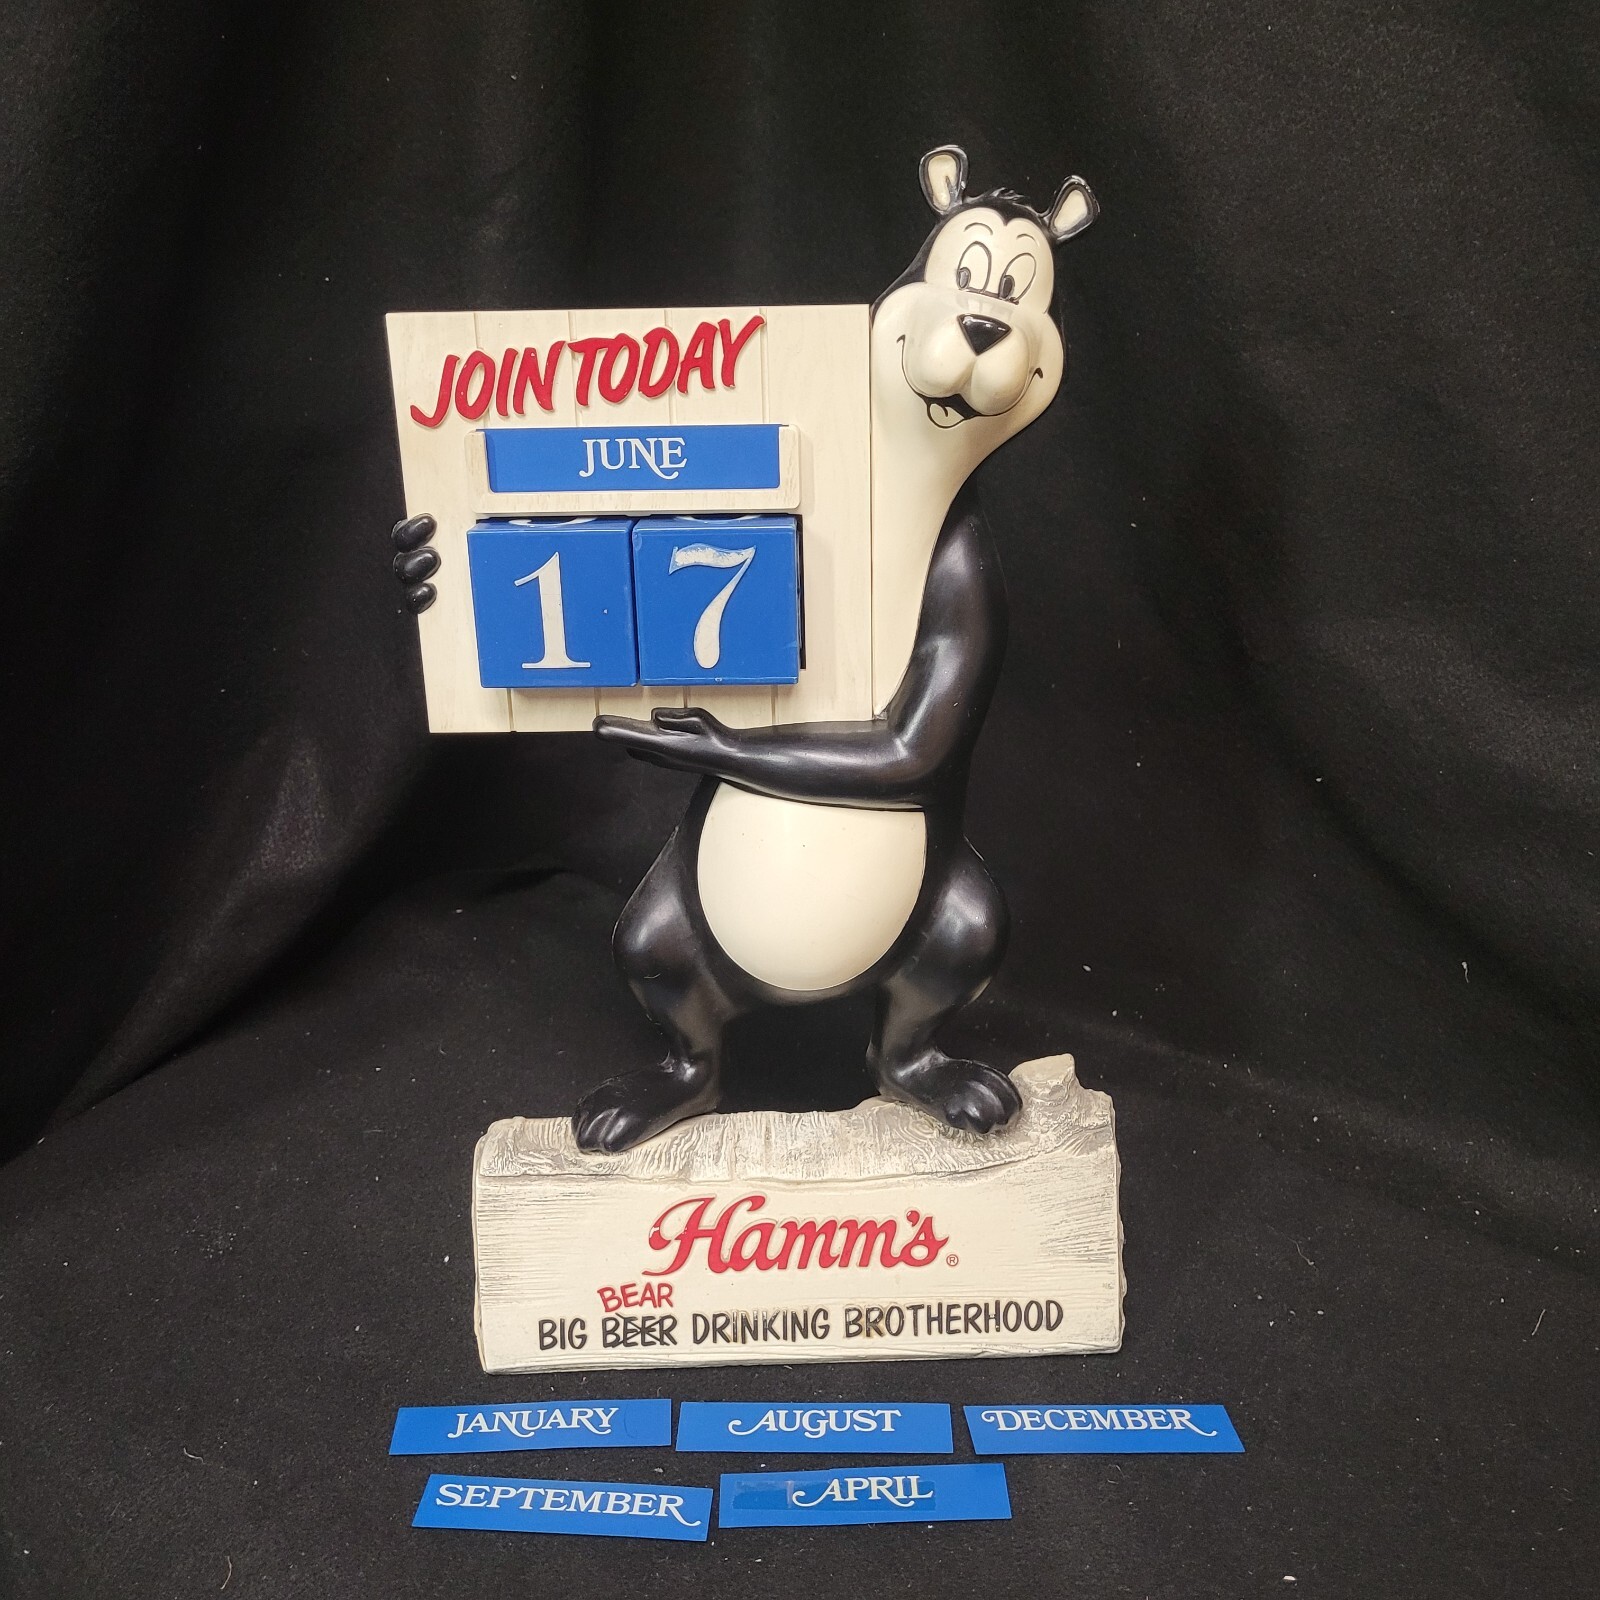 JOIN TODAY
JUNE
1 7
Hamm's®
BEAR
BIG BEER DRINKING BROTHERHOOD
JANUARY AUGUST DECEMBER
SEPTEMBER APRIL